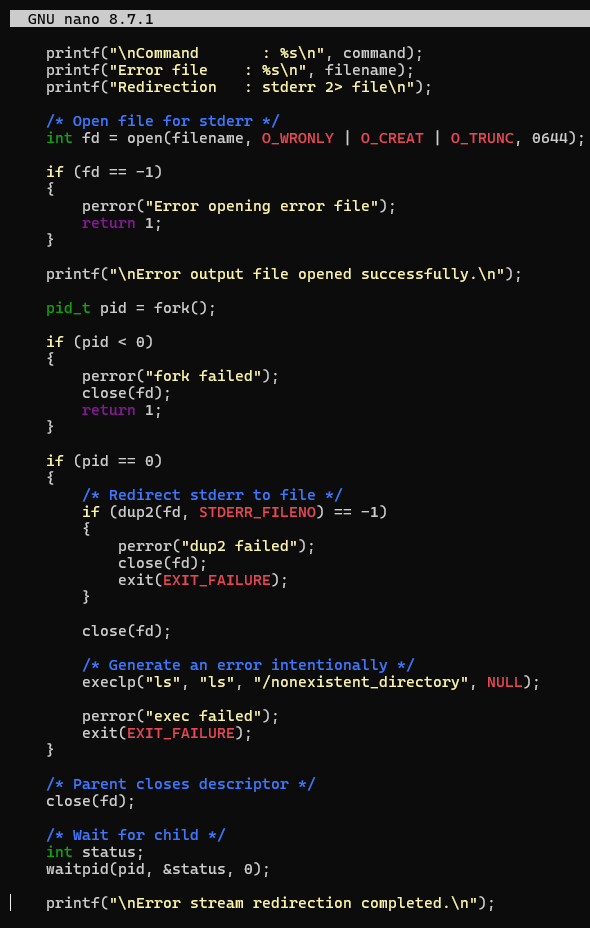 GNU nano 8.7.1
    printf("\nCommand       : %s\n", command);
    printf("Error file    : %s\n", filename);
    printf("Redirection   : stderr 2> file\n");

    /* Open file for stderr */
    int fd = open(filename, O_WRONLY | O_CREAT | O_TRUNC, 0644);

    if (fd == -1)
    {
        perror("Error opening error file");
        return 1;
    }

    printf("\nError output file opened successfully.\n");

    pid_t pid = fork();

    if (pid < 0)
    {
        perror("fork failed");
        close(fd);
        return 1;
    }

    if (pid == 0)
    {
        /* Redirect stderr to file */
        if (dup2(fd, STDERR_FILENO) == -1)
        {
            perror("dup2 failed");
            close(fd);
            exit(EXIT_FAILURE);
        }

        close(fd);

        /* Generate an error intentionally */
        execlp("ls", "ls", "/nonexistent_directory", NULL);

        perror("exec failed");
        exit(EXIT_FAILURE);
    }

    /* Parent closes descriptor */
    close(fd);

    /* Wait for child */
    int status;
    waitpid(pid, &status, 0);

    printf("\nError stream redirection completed.\n");